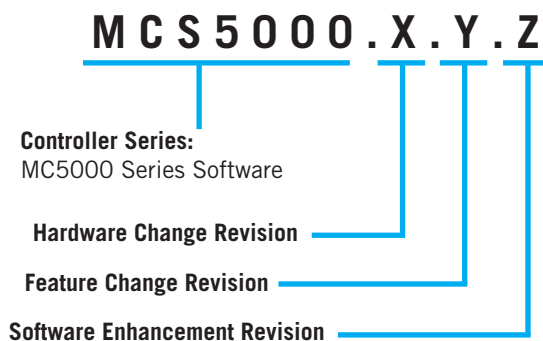 MCS5000.X.Y.Z
Controller Series:
MC5000 Series Software
Hardware Change Revision
Feature Change Revision
Software Enhancement Revision